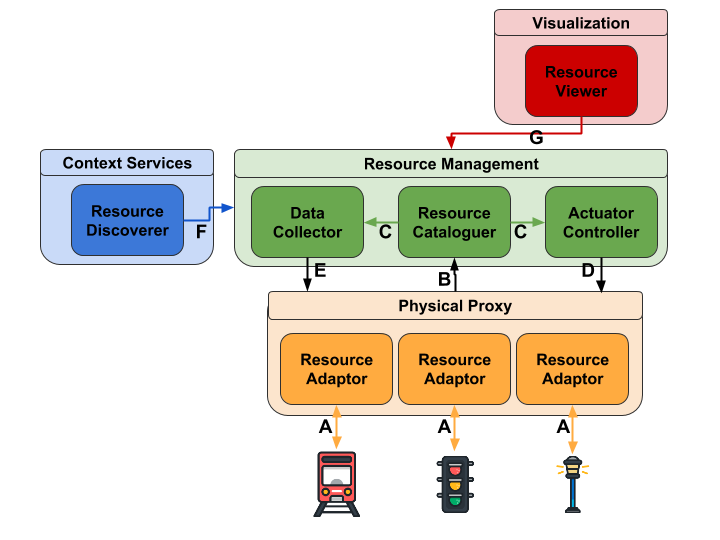 Visualization
Resource
Viewer
G
Context Services
Resource Management
Resource
Discoverer
F
Data
Collector
C
Resource
Cataloguer
C
Actuator
Controller
E
B
D
Physical Proxy
Resource
Adaptor
Resource
Adaptor
Resource
Adaptor
A
A
A